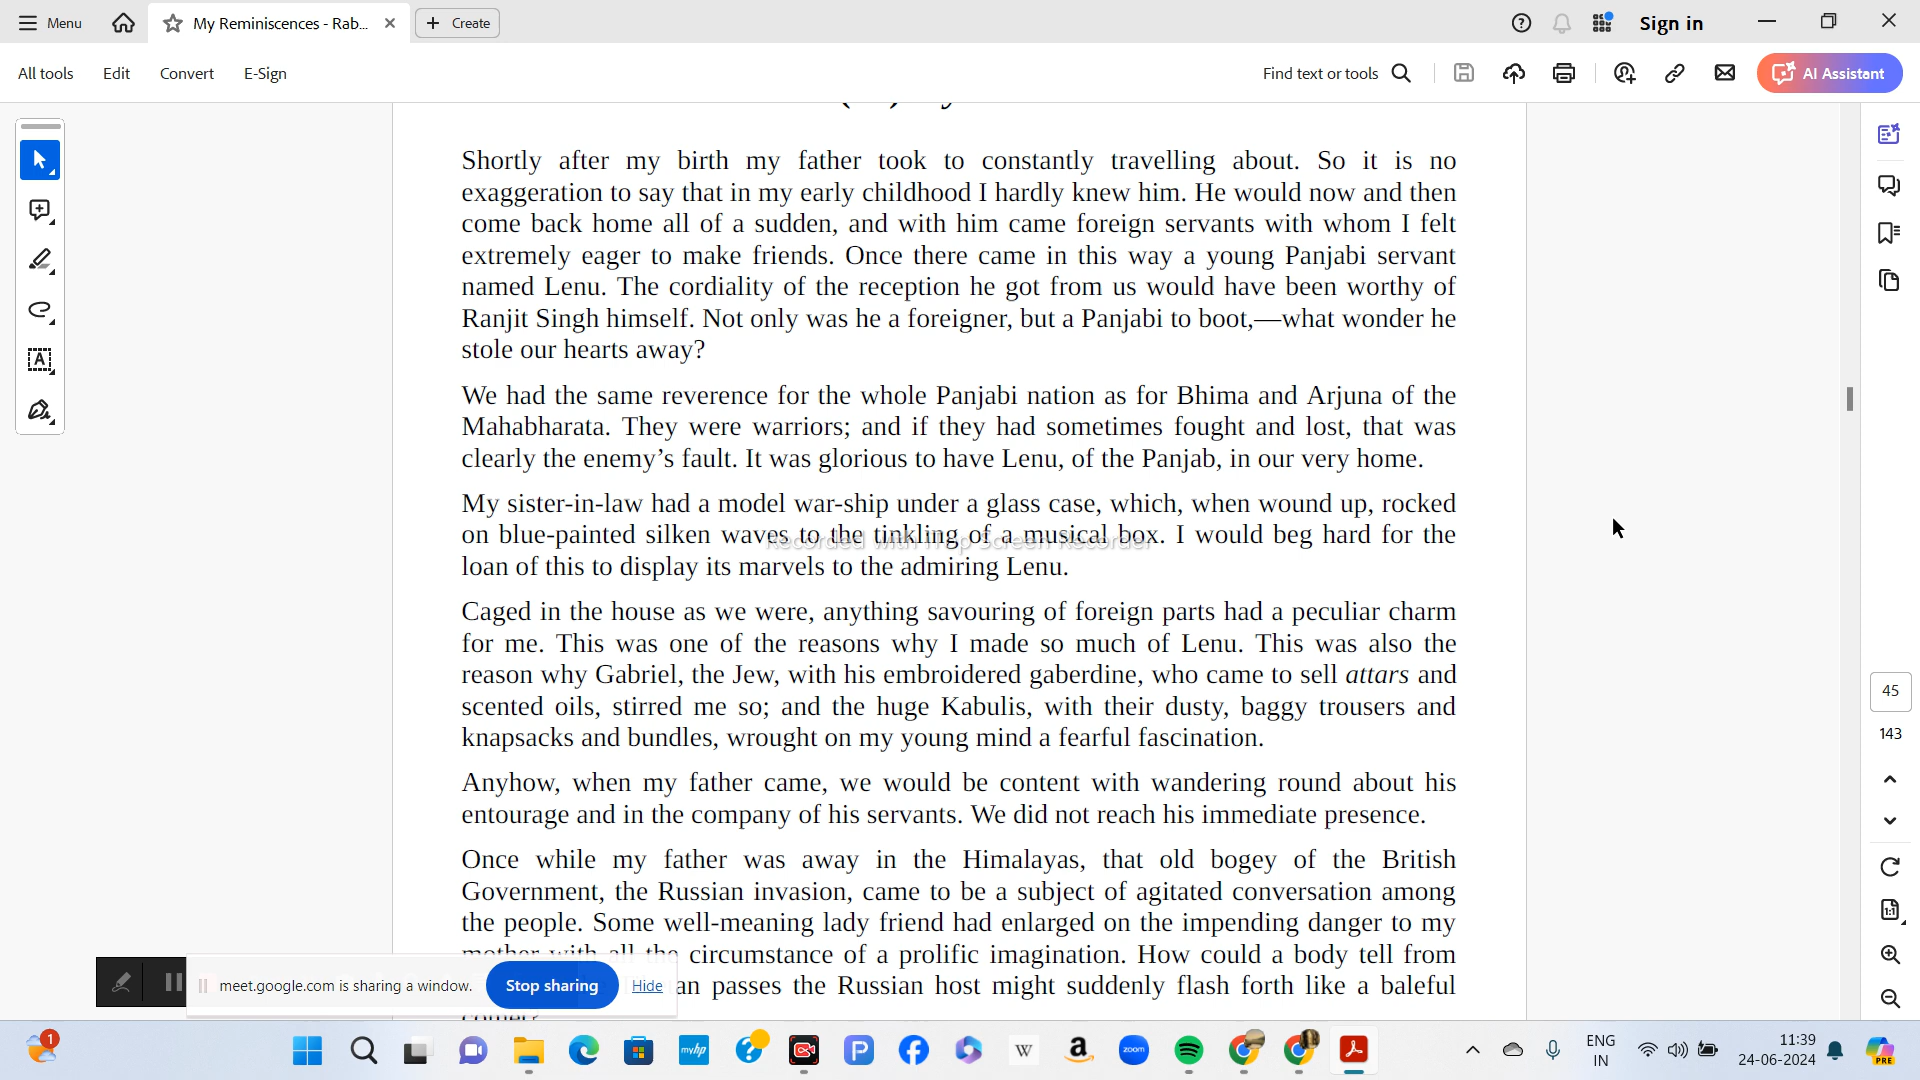 Menu
My Reminiscences - Rab...
Create
Sign in
All tools
Edit
Convert
E-Sign
Find text or tools
AI Assistant
Shortly after my birth my father took to constantly travelling about. So it is no
exaggeration to say that in my early childhood I hardly knew him. He would now and then
come back home all of a sudden, and with him came foreign servants with whom I felt
extremely eager to make friends. Once there came in this way a young Panjabi servant
named Lenu. The cordiality of the reception he got from us would have been worthy of
Ranjit Singh himself. Not only was he a foreigner, but a Panjabi to boot,—what wonder he
stole our hearts away?
We had the same reverence for the whole Panjabi nation as for Bhima and Arjuna of the
Mahabharata. They were warriors; and if they had sometimes fought and lost, that was
clearly the enemy’s fault. It was glorious to have Lenu, of the Panjab, in our very home.
My sister-in-law had a model war-ship under a glass case, which, when wound up, rocked
on blue-painted silken waves to the tinkling of a musical box. I would beg hard for the
Recorded with iTop Screen Recorder
loan of this to display its marvels to the admiring Lenu.
Caged in the house as we were, anything savouring of foreign parts had a peculiar charm
for me. This was one of the reasons why I made so much of Lenu. This was also the
reason why Gabriel, the Jew, with his embroidered gaberdine, who came to sell attars and
scented oils, stirred me so; and the huge Kabulis, with their dusty, baggy trousers and
knapsacks and bundles, wrought on my young mind a fearful fascination.
Anyhow, when my father came, we would be content with wandering round about his
entourage and in the company of his servants. We did not reach his immediate presence.
Once while my father was away in the Himalayas, that old bogey of the British
Government, the Russian invasion, came to be a subject of agitated conversation among
the people. Some well-meaning lady friend had enlarged on the impending danger to my
mother with all the circumstance of a prolific imagination. How could a body tell from
an passes the Russian host might suddenly flash forth like a baleful
comet?
45
143
meet.google.com is sharing a window.
Stop sharing
Hide
1
myhp
P
W
a
zoom
ENG
IN
11:39
24-06-2024
PRE